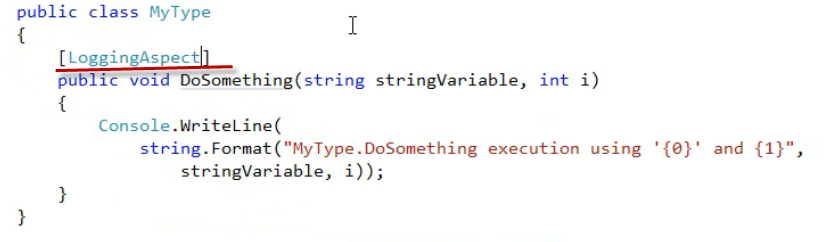 public class MyType
{
[LoggingAspect]
public void DoSomething(string stringVariable, int i)
{
Console.WriteLine(
string.Format("MyType.DoSomething execution using '{0}' and {1}",
stringVariable, i));
}
}